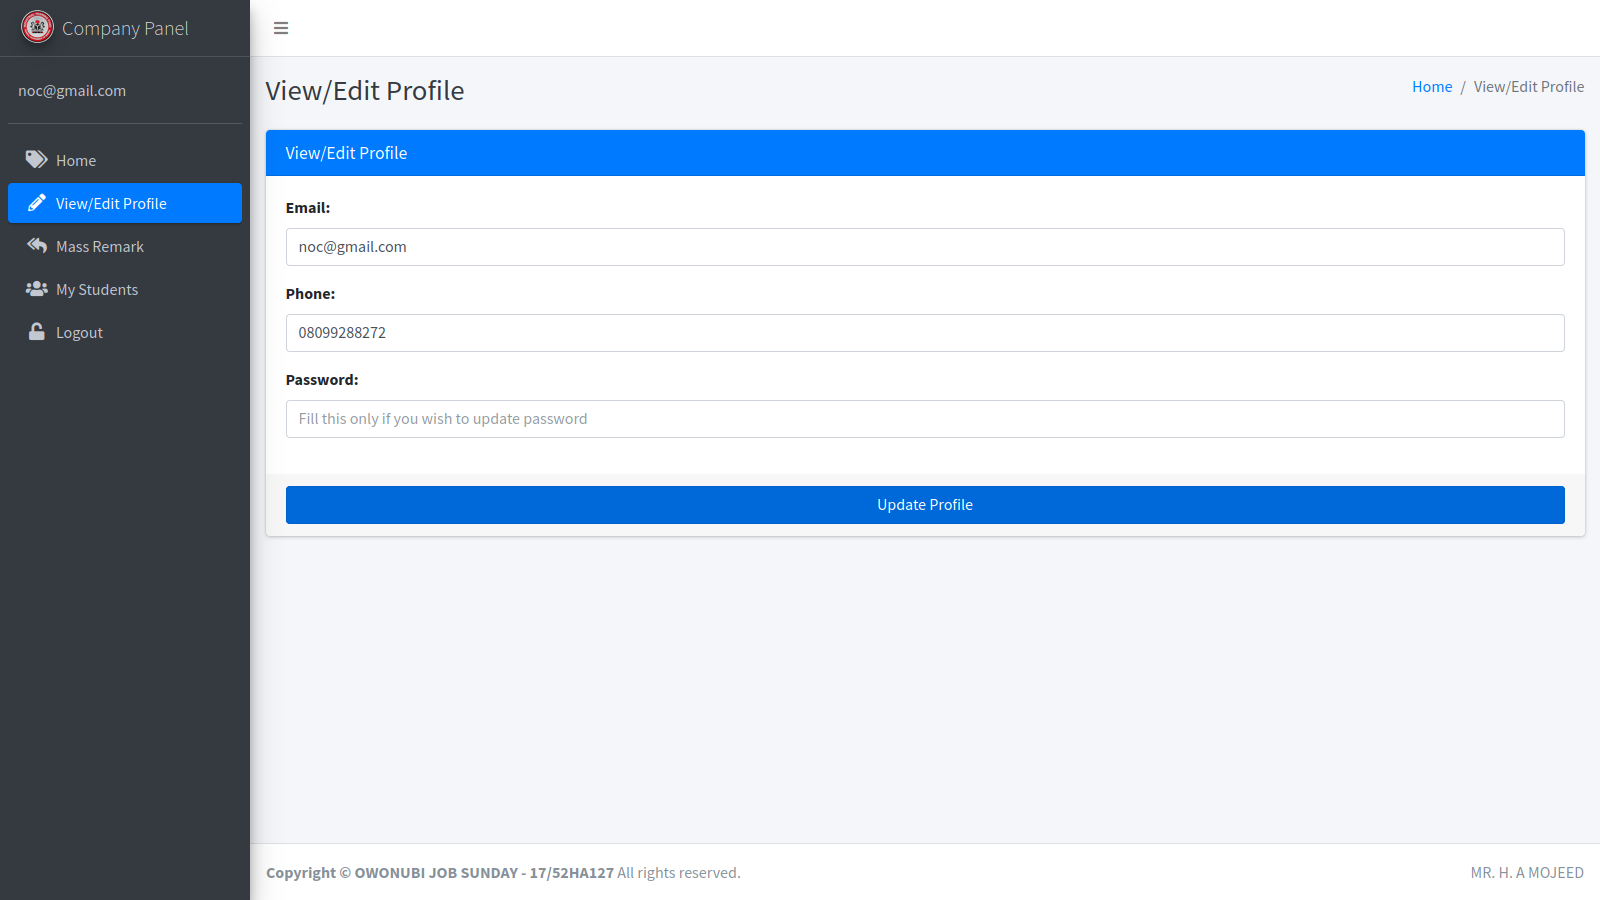 Company Panel
noc@gmail.com
Home
View/Edit Profile
Mass Remark
My Students
Logout
View/Edit Profile
Home / View/Edit Profile
View/Edit Profile
Email:
noc@gmail.com
Phone:
08099288272
Password:
Fill this only if you wish to update password
Update Profile
Copyright © OWONUBI JOB SUNDAY - 17/52HA127 All rights reserved.
MR. H. A MOJEED